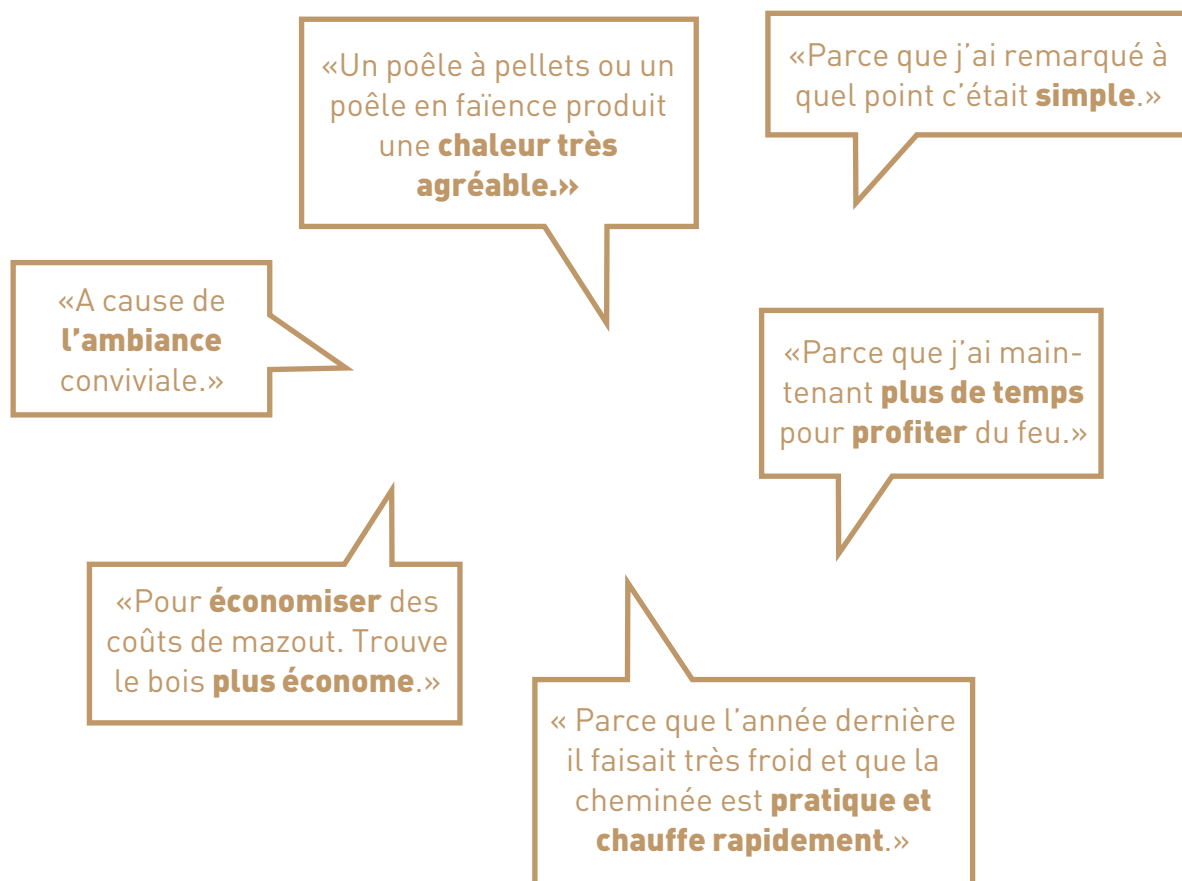 «Un poêle à pellets ou un
poêle en faïence produit
une chaleur très
agréable.»
«Parce que j’ai remarqué à
quel point c’était simple.»
«A cause de
l’ambiance
conviviale.»
«Parce que j’ai main-
tenant plus de temps
pour profiter du feu.»
«Pour économiser des
coûts de mazout. Trouve
le bois plus économe.»
« Parce que l’année dernière
il faisait très froid et que la
cheminée est pratique et
chauffe rapidement.»